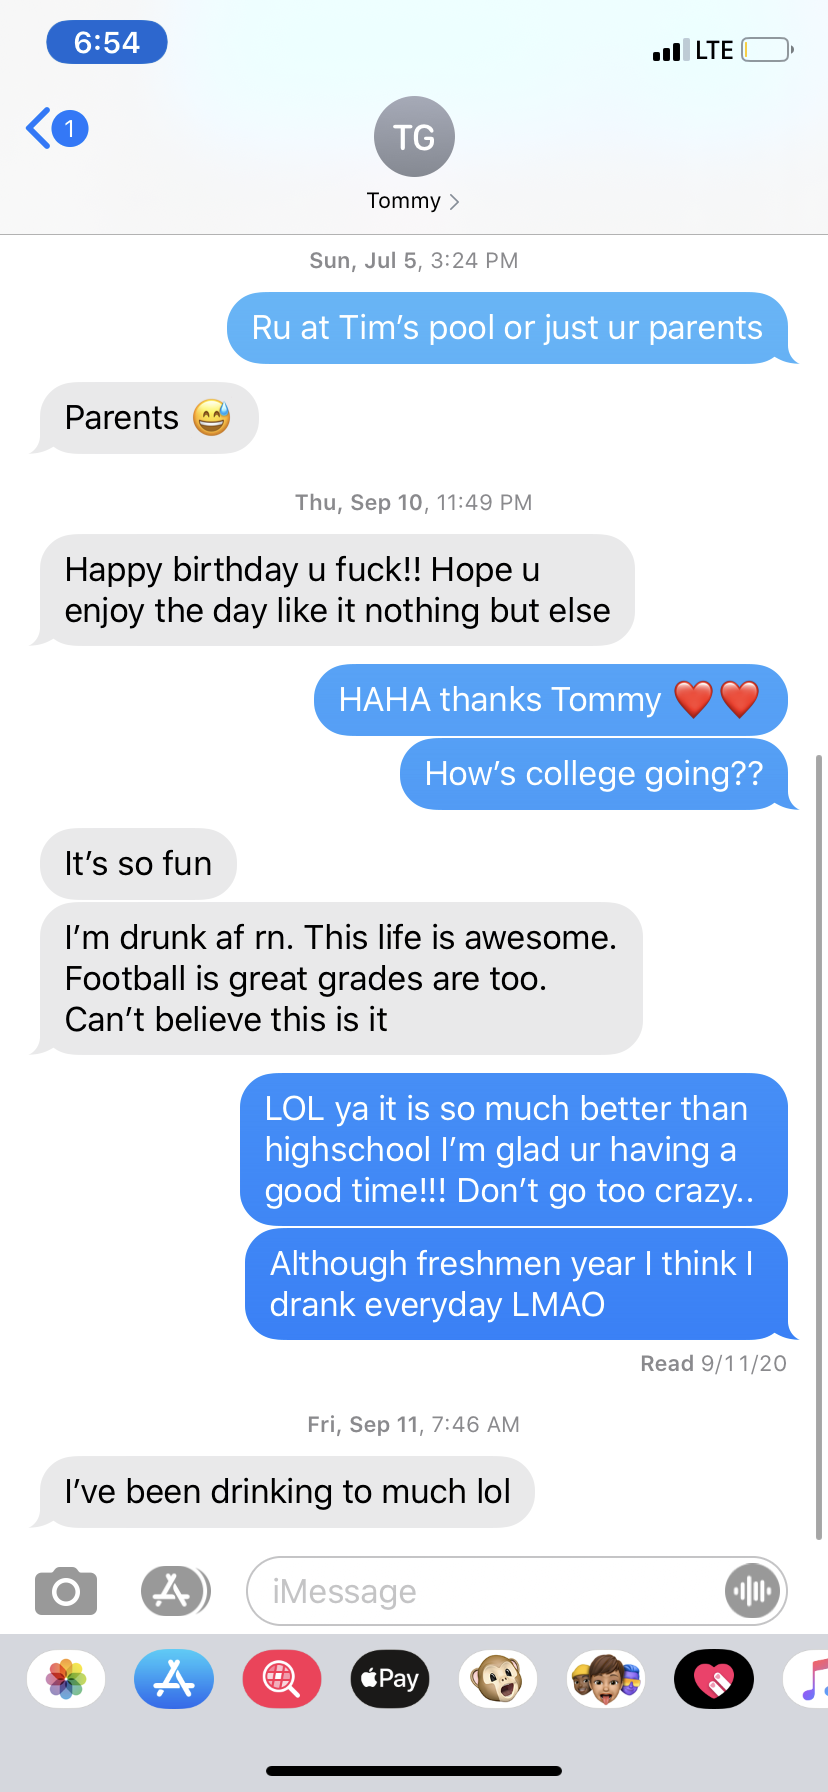 6:54
LTE
1
TG
Tommy
Sun, Jul 5, 3:24 PM
Ru at Tim’s pool or just ur parents
Parents 😅
Thu, Sep 10, 11:49 PM
Happy birthday u fuck!! Hope u
enjoy the day like it nothing but else
HAHA thanks Tommy ❤️❤️
How’s college going??
It’s so fun
I’m drunk af rn. This life is awesome.
Football is great grades are too.
Can’t believe this is it
LOL ya it is so much better than
highschool I’m glad ur having a
good time!!! Don’t go too crazy..
Although freshmen year I think I
drank everyday LMAO
Read 9/11/20
Fri, Sep 11, 7:46 AM
I’ve been drinking to much lol
iMessage
Pay